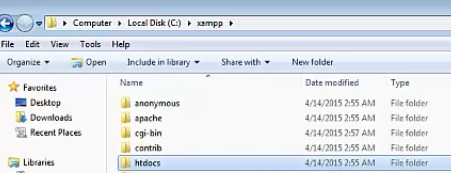 Computer Local Disk (C:) xampp
File Edit View Tools Help
Organize Open Include in library Share with New folder
Name Date modified Type
Favorites
Desktop anonymous 4/14/2015 2:55 AM File folder
Downloads apache 4/14/2015 2:55 AM File folder
Recent Places cgi-bin 4/14/2015 2:57 AM File folder
contrib 4/14/2015 2:55 AM File folder
Libraries htdocs 4/14/2015 2:55 AM File folder